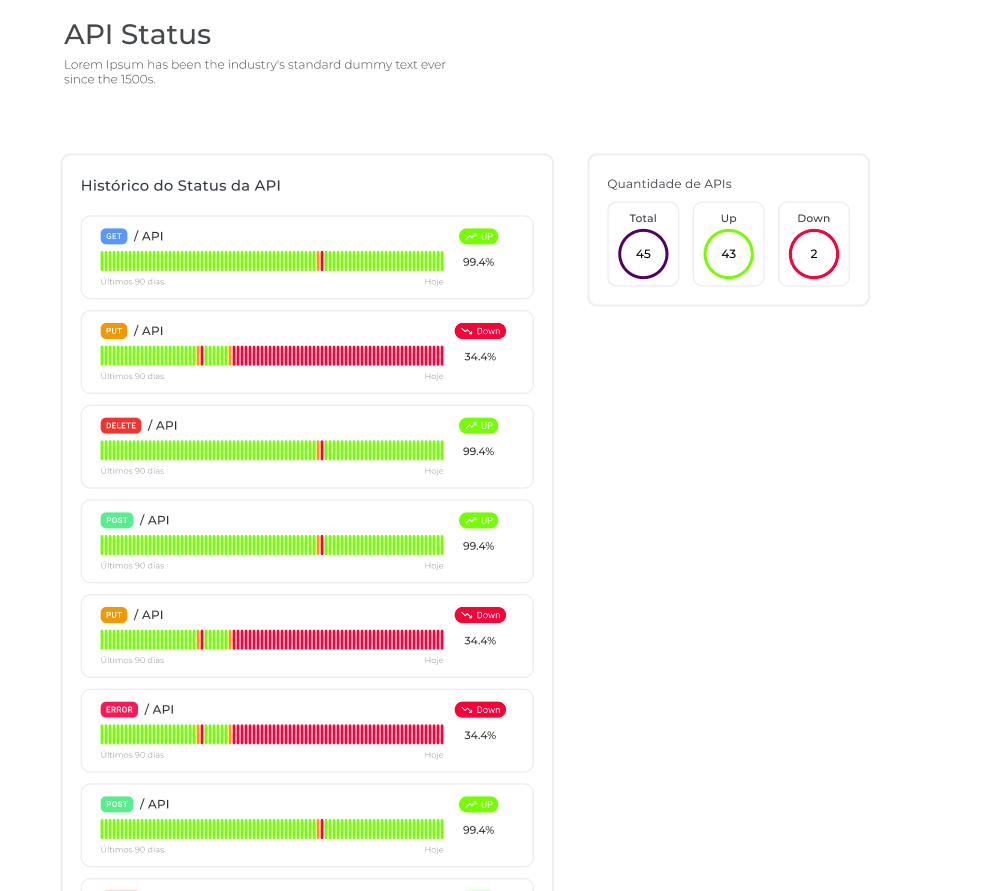 API Status
Lorem Ipsum has been the industry's standard dummy text ever
since the 1500s.
Histórico do Status da API
GET / API UP
99.4%
Últimos 90 dias Hoje
PUT / API Down
34.4%
Últimos 90 dias Hoje
DELETE / API UP
99.4%
Últimos 90 dias Hoje
POST / API UP
99.4%
Últimos 90 dias Hoje
PUT / API Down
34.4%
Últimos 90 dias Hoje
ERROR / API Down
34.4%
Últimos 90 dias Hoje
POST / API UP
99.4%
Últimos 90 dias Hoje
Quantidade de APIs
Total Up Down
45 43 2